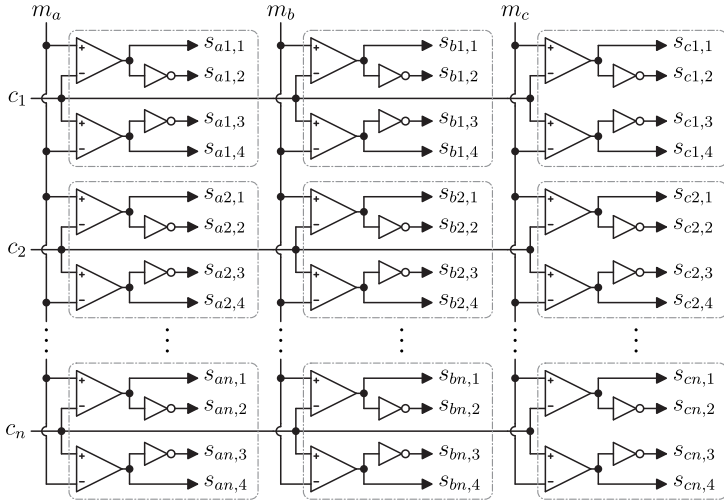 m_a m_b m_c
s_{a1,1} s_{b1,1} s_{c1,1}
s_{a1,2} s_{b1,2} s_{c1,2}
c_1
s_{a1,3} s_{b1,3} s_{c1,3}
s_{a1,4} s_{b1,4} s_{c1,4}
s_{a2,1} s_{b2,1} s_{c2,1}
s_{a2,2} s_{b2,2} s_{c2,2}
c_2
s_{a2,3} s_{b2,3} s_{c2,3}
s_{a2,4} s_{b2,4} s_{c2,4}
s_{an,1} s_{bn,1} s_{cn,1}
s_{an,2} s_{bn,2} s_{cn,2}
c_n
s_{an,3} s_{bn,3} s_{cn,3}
s_{an,4} s_{bn,4} s_{cn,4}